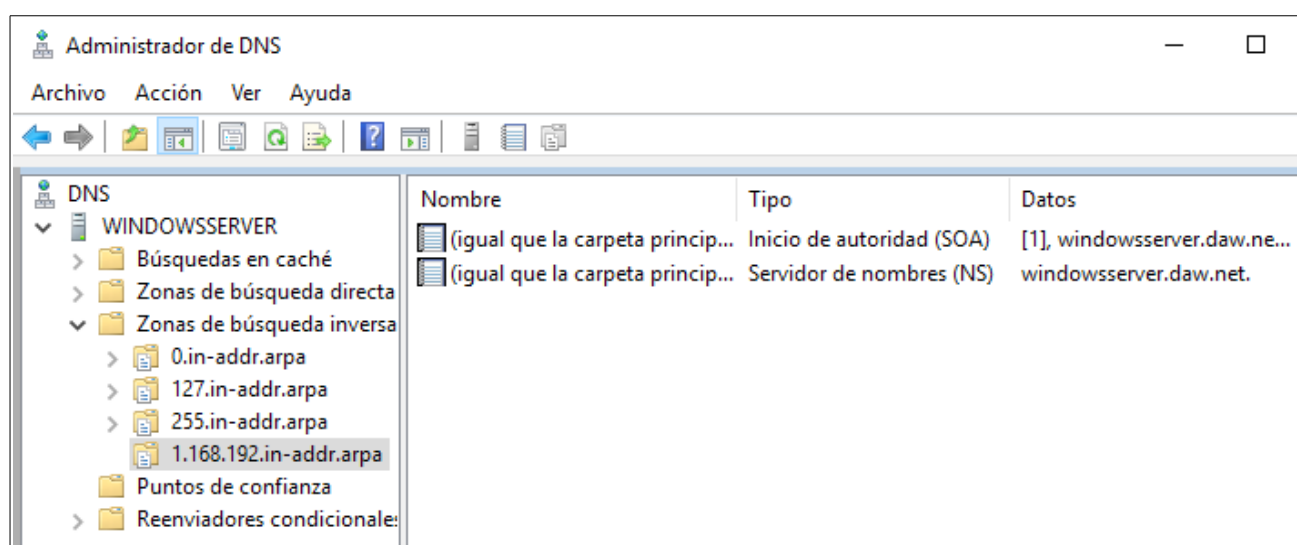 Administrador de DNS
Archivo Acción Ver Ayuda
DNS
WINDOWSSERVER
Búsquedas en caché
Zonas de búsqueda directa
Zonas de búsqueda inversa
0.in-addr.arpa
127.in-addr.arpa
255.in-addr.arpa
1.168.192.in-addr.arpa
Puntos de confianza
Reenviadores condicionale
Nombre Tipo Datos
(igual que la carpeta princip... Inicio de autoridad (SOA) [1], windowsserver.daw.ne...
(igual que la carpeta princip... Servidor de nombres (NS) windowsserver.daw.net.